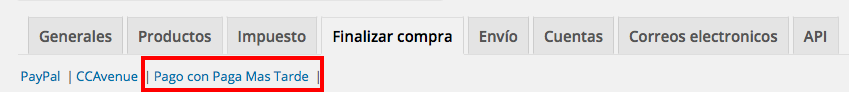 Generales Productos Impuesto Finalizar compra Envío Cuentas Correos electronicos API
PayPal | CCAvenue | Pago con Paga Mas Tarde |